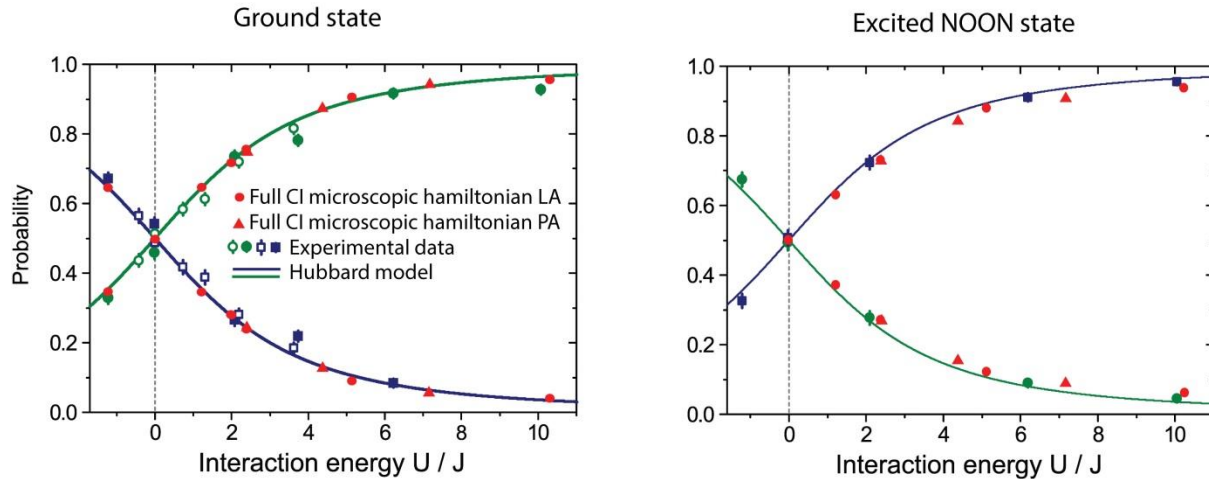 Ground state
Excited NOON state
1.0
0.8
0.6
0.4
0.2
0.0
Probability
Full CI microscopic hamiltonian LA
Full CI microscopic hamiltonian PA
Experimental data
Hubbard model
0 2 4 6 8 10
Interaction energy U / J
1.0
0.8
0.6
0.4
0.2
0.0
0 2 4 6 8 10
Interaction energy U / J